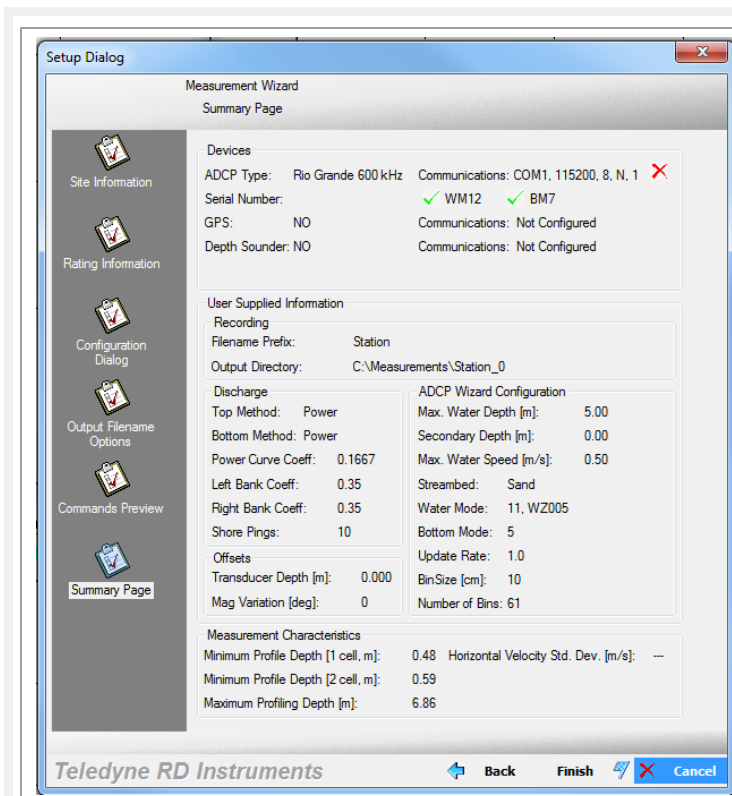 Setup Dialog
Measurement Wizard
Summary Page
Site Information
Rating Information
Configuration
Dialog
Output Filename
Options
Commands Preview
Summary Page
Devices
ADCP Type: Rio Grande 600 kHz Communications: COM1, 115200, 8, N, 1
Serial Number: WM12 BM7
GPS: NO Communications: Not Configured
Depth Sounder: NO Communications: Not Configured
User Supplied Information
Recording
Filename Prefix: Station
Output Directory: C:\Measurements\Station_0
Discharge
Top Method: Power
Bottom Method: Power
Power Curve Coeff: 0.1667
Left Bank Coeff: 0.35
Right Bank Coeff: 0.35
Shore Pings: 10
Offsets
Transducer Depth [m]: 0.000
Mag Variation [deg]: 0
ADCP Wizard Configuration
Max. Water Depth [m]: 5.00
Secondary Depth [m]: 0.00
Max. Water Speed [m/s]: 0.50
Streambed: Sand
Water Mode: 11, WZ005
Bottom Mode: 5
Update Rate: 1.0
BinSize [cm]: 10
Number of Bins: 61
Measurement Characteristics
Minimum Profile Depth [1 cell, m]: 0.48 Horizontal Velocity Std. Dev. [m/s]: ---
Minimum Profile Depth [2 cell, m]: 0.59
Maximum Profiling Depth [m]: 6.86
Teledyne RD Instruments
Back Finish Cancel